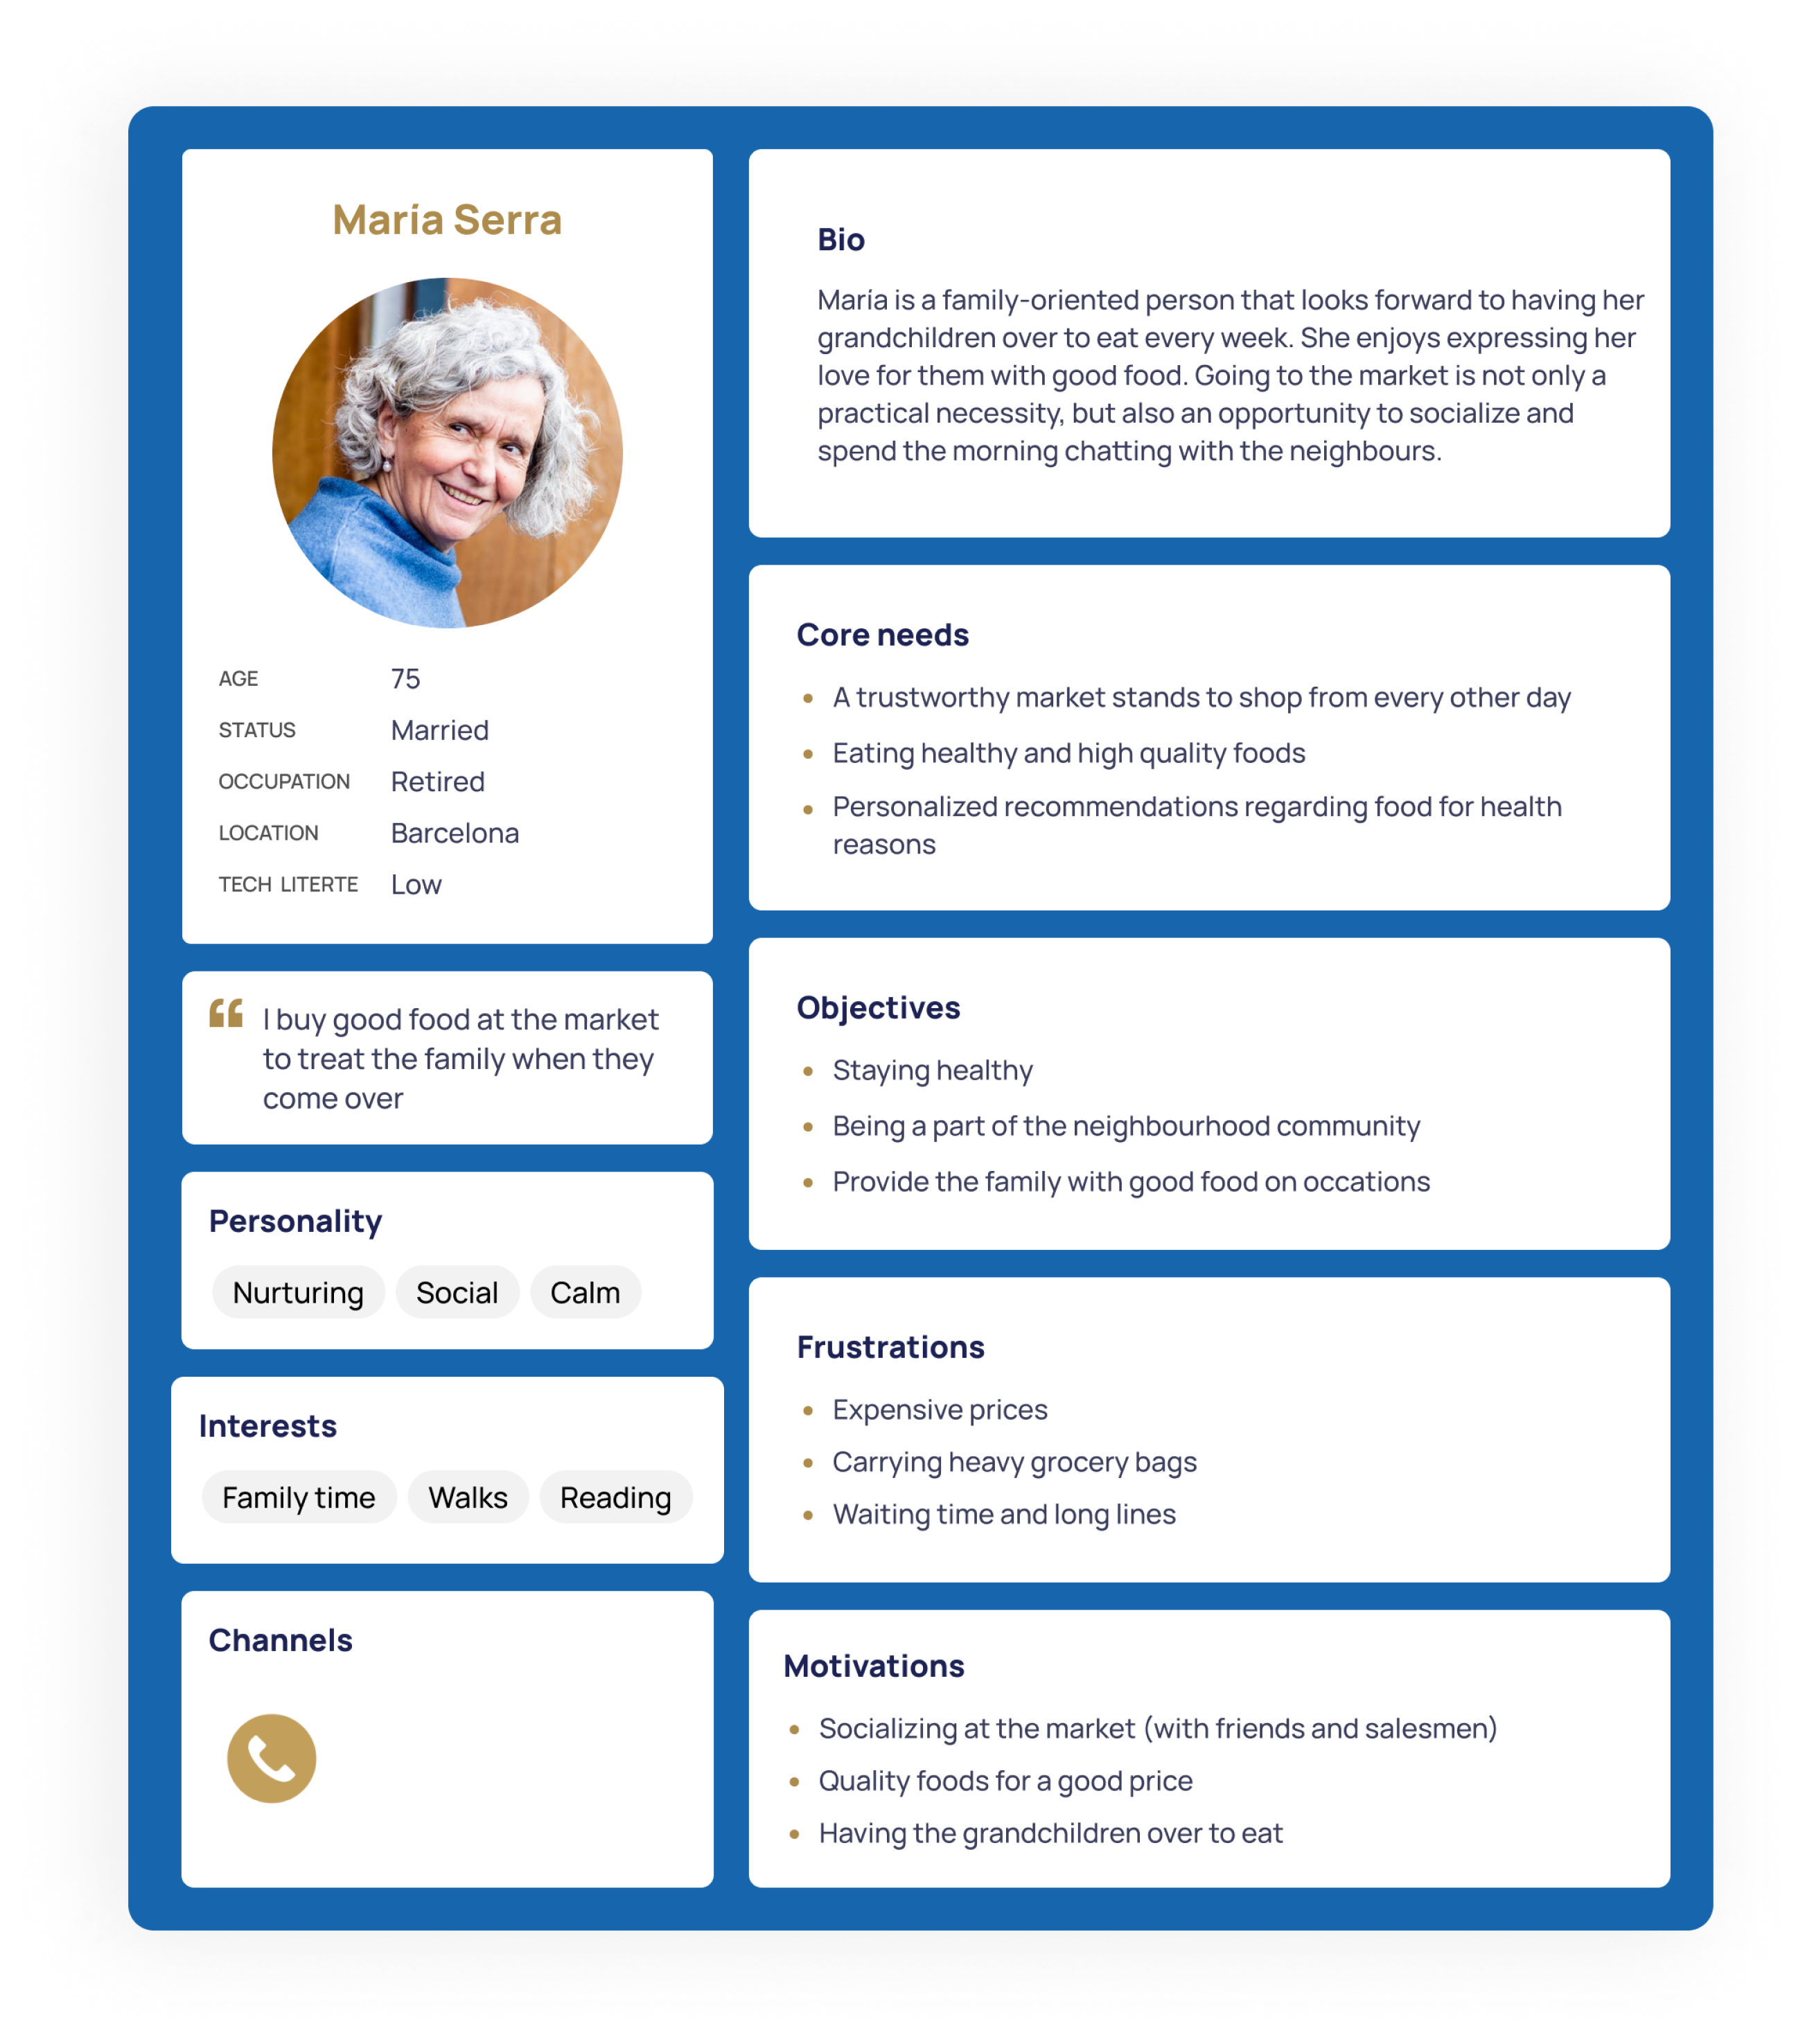 María Serra
AGE 75
STATUS Married
OCCUPATION Retired
LOCATION Barcelona
TECH LITERTE Low
I buy good food at the market
to treat the family when they
come over
Personality
Nurturing Social Calm
Interests
Family time Walks Reading
Channels
Bio
María is a family-oriented person that looks forward to having her
grandchildren over to eat every week. She enjoys expressing her
love for them with good food. Going to the market is not only a
practical necessity, but also an opportunity to socialize and
spend the morning chatting with the neighbours.
Core needs
• A trustworthy market stands to shop from every other day
• Eating healthy and high quality foods
• Personalized recommendations regarding food for health
reasons
Objectives
• Staying healthy
• Being a part of the neighbourhood community
• Provide the family with good food on occations
Frustrations
• Expensive prices
• Carrying heavy grocery bags
• Waiting time and long lines
Motivations
• Socializing at the market (with friends and salesmen)
• Quality foods for a good price
• Having the grandchildren over to eat